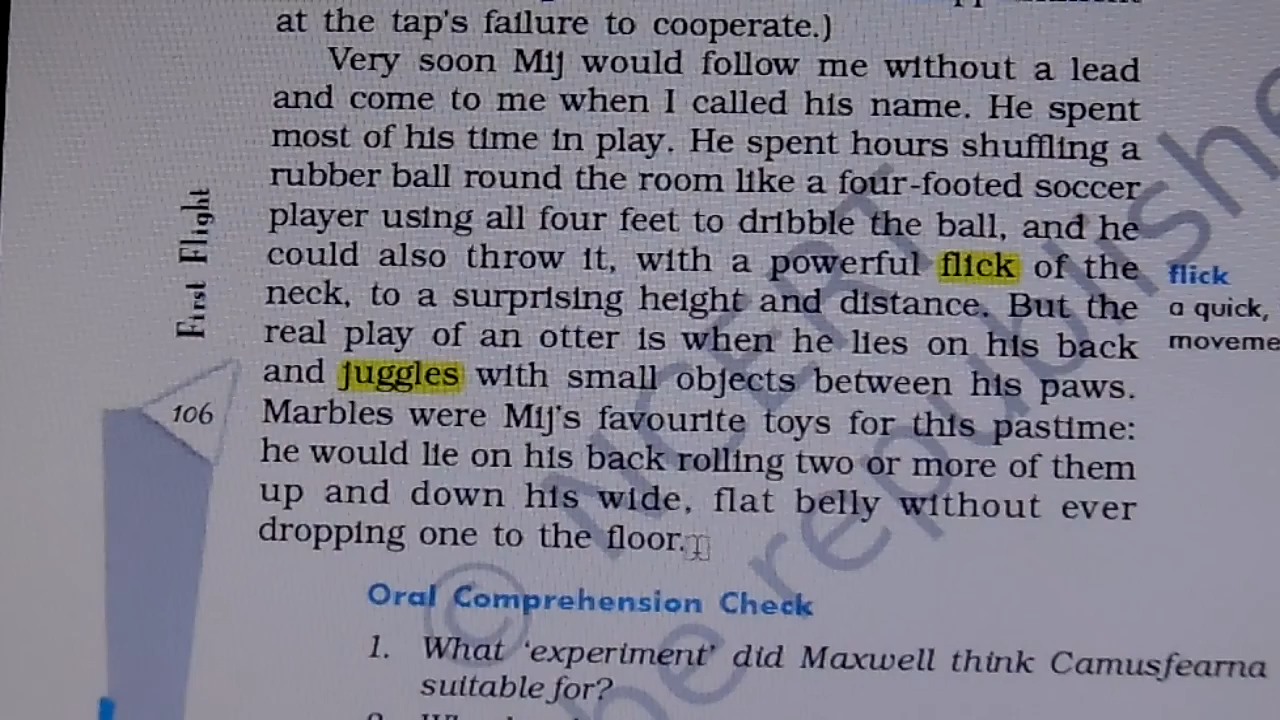 at the tap's failure to cooperate.)
Very soon Mij would follow me without a lead
and come to me when I called his name. He spent
most of his time in play. He spent hours shuffling a
rubber ball round the room like a four-footed soccer
player using all four feet to dribble the ball, and he
could also throw it, with a powerful flick of the
neck, to a surprising height and distance. But the
real play of an otter is when he lies on his back
and juggles with small objects between his paws.
Marbles were Mij's favourite toys for this pastime:
he would lie on his back rolling two or more of them
up and down his wide, flat belly without ever
dropping one to the floor.
flick
a quick,
moveme
First Flight
106
Oral Comprehension Check
1. What ‘experiment’ did Maxwell think Camusfearna
suitable for?
© NCERT
be republishe